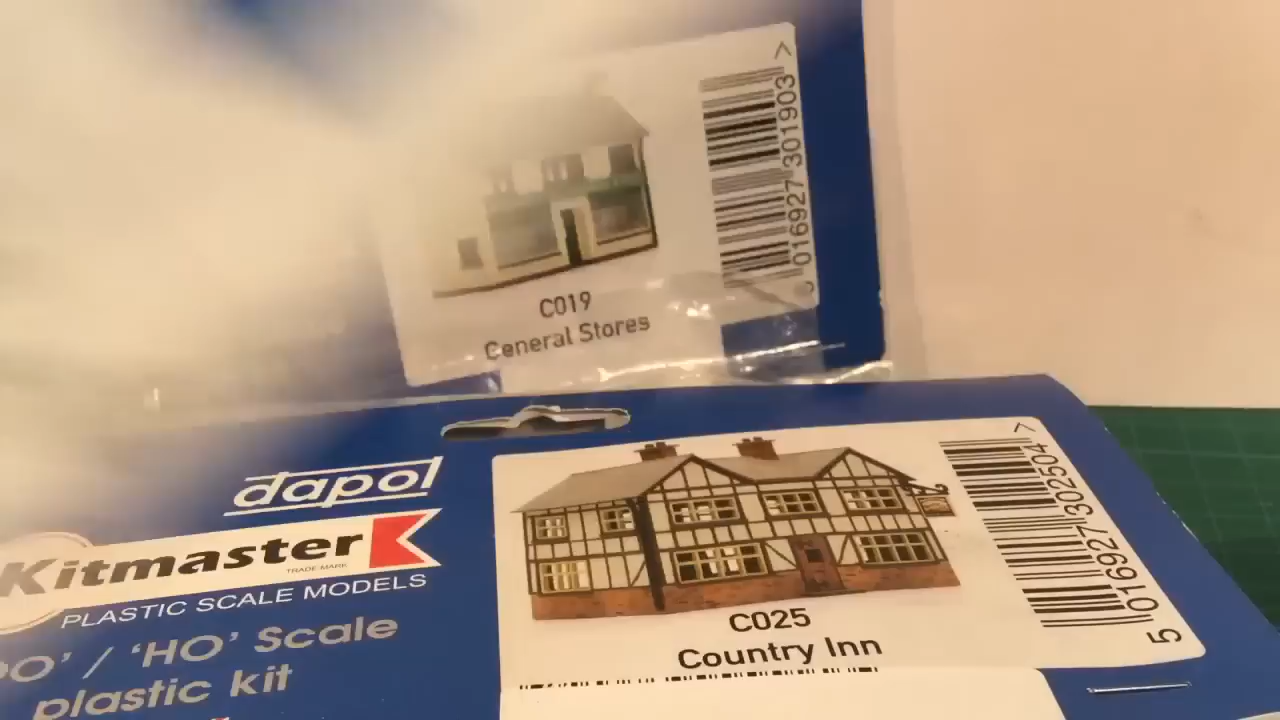 C019
General Stores
016927 301903 >
dapol
Kitmaster
TRADE MARK
PLASTIC SCALE MODELS
'OO' / 'HO' Scale
plastic kit
C025
Country Inn
5 016927 302504 >